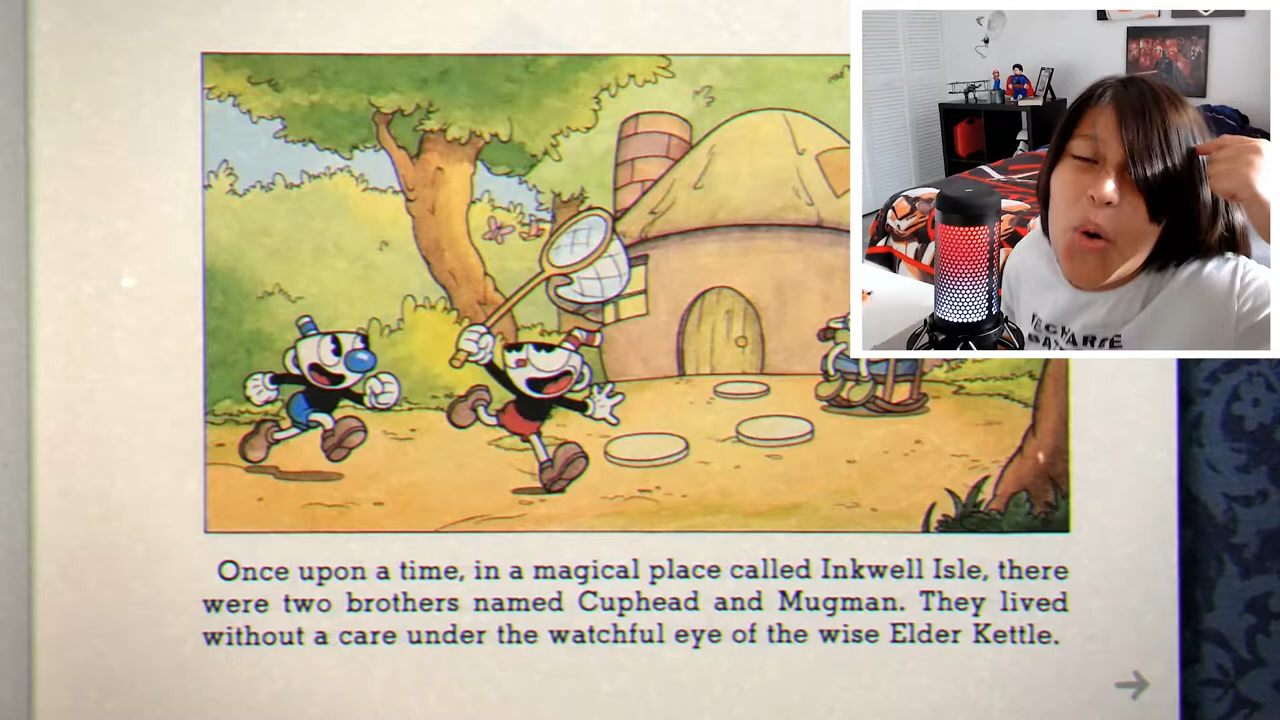 Once upon a time, in a magical place called Inkwell Isle, there
were two brothers named Cuphead and Mugman. They lived
without a care under the watchful eye of the wise Elder Kettle.